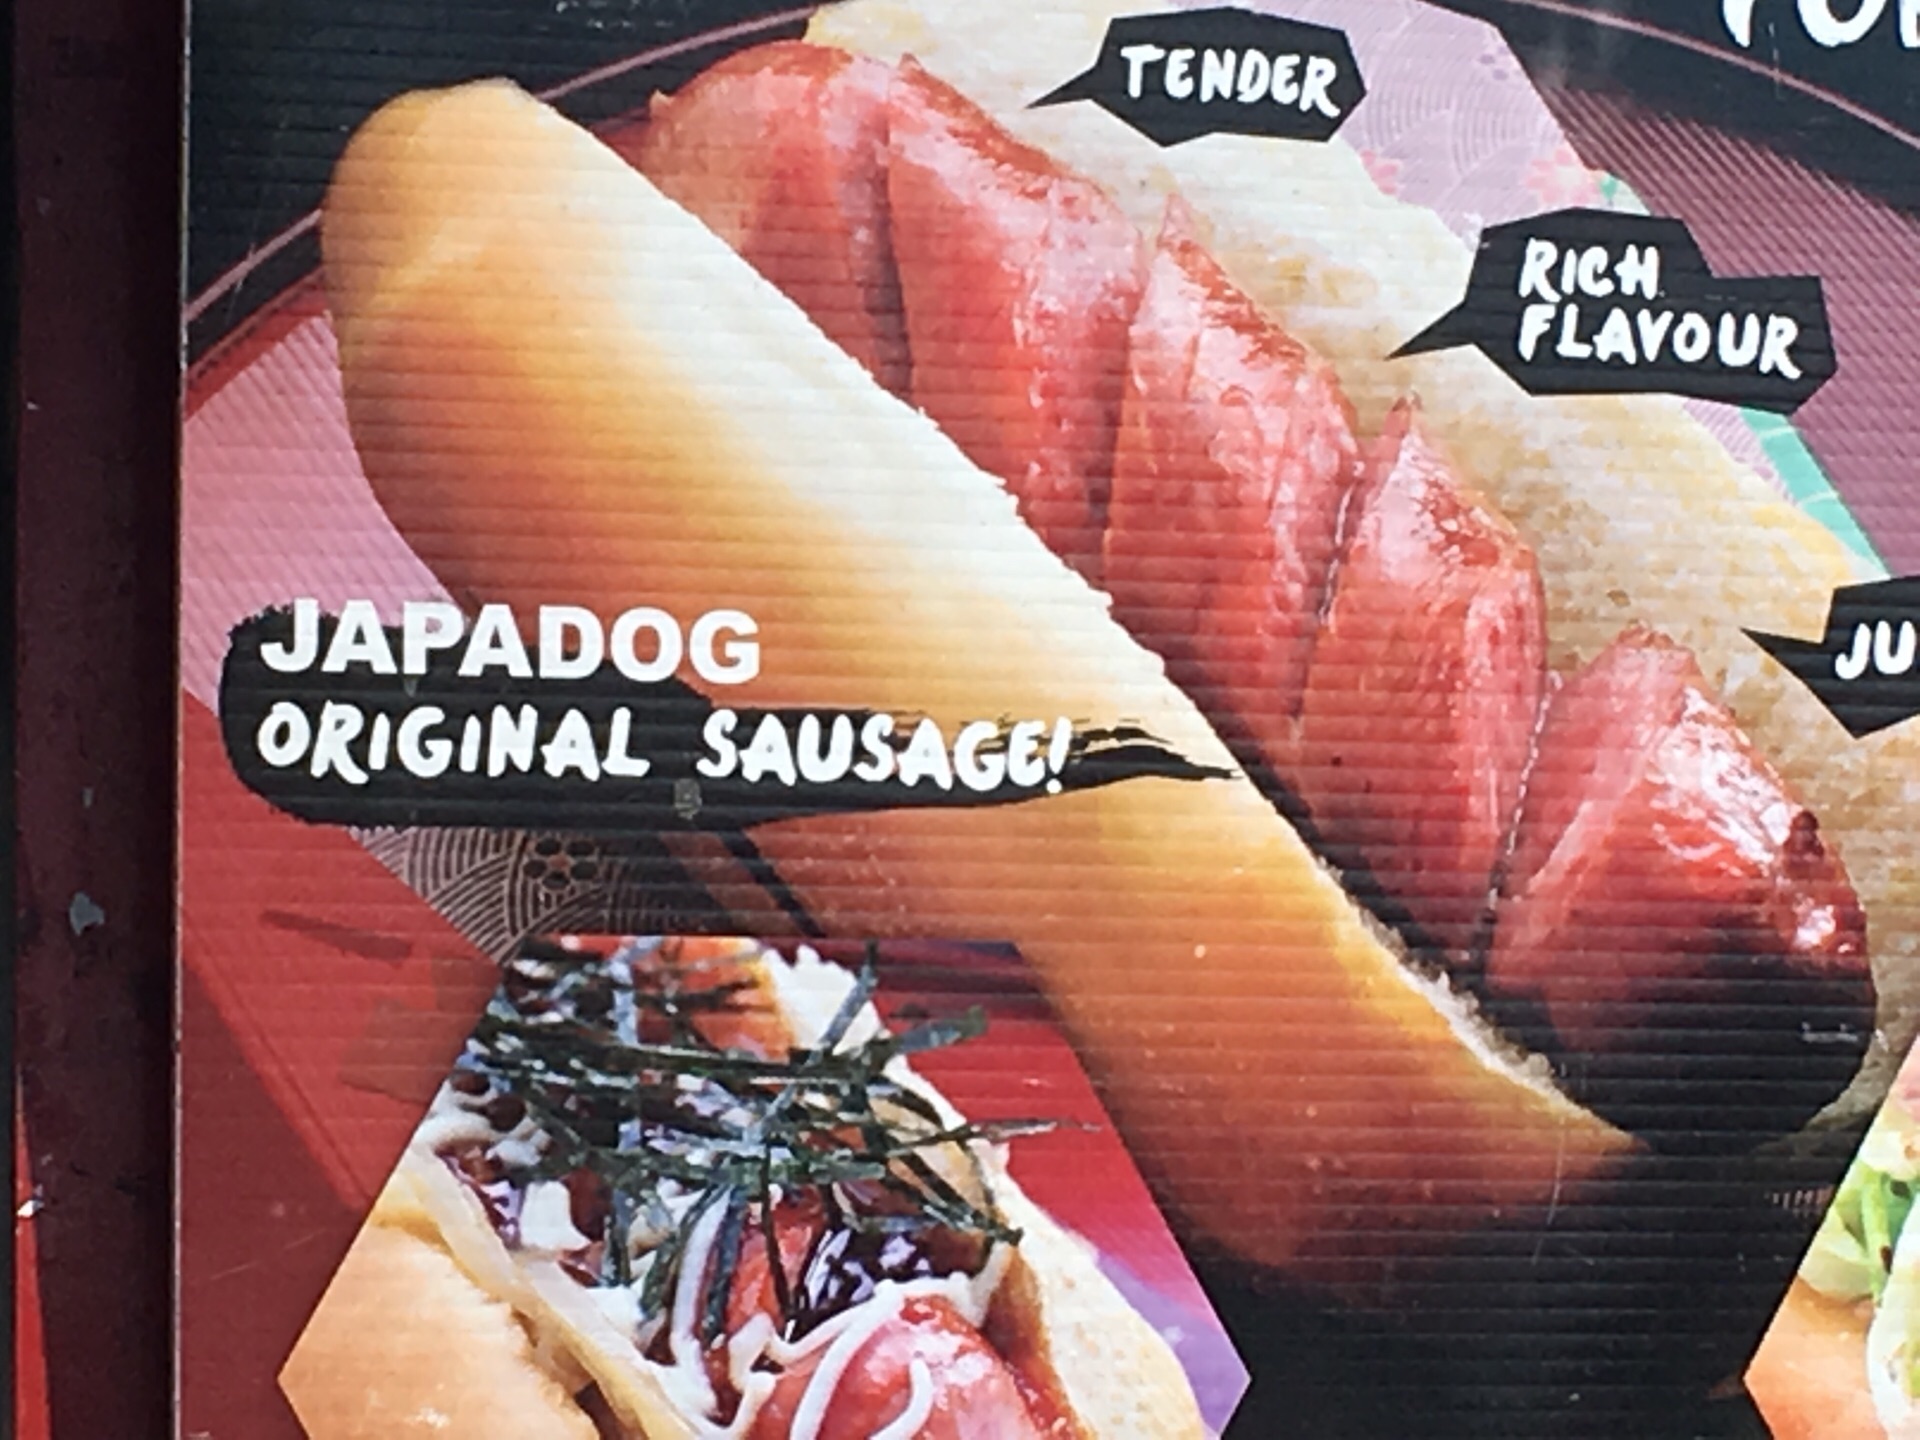 TENDER
RICH
FLAVOUR
JAPADOG
ORIGINAL SAUSAGE!